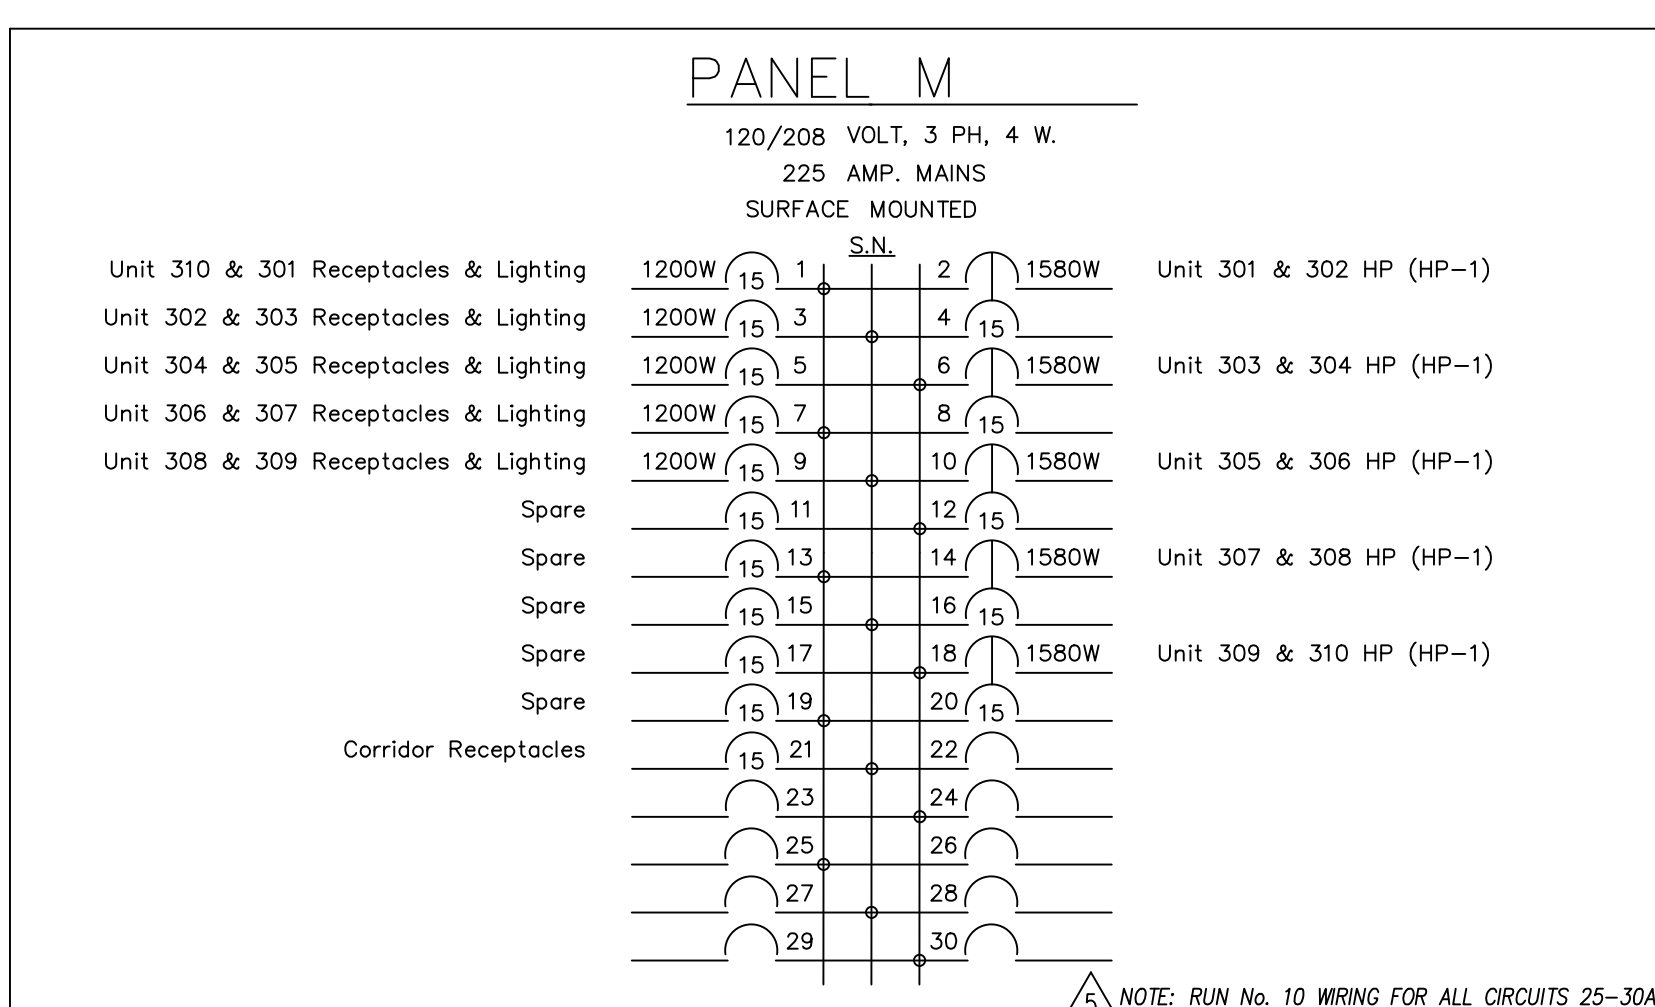 PANEL M
120/208 VOLT, 3 PH, 4 W.
225 AMP. MAINS
SURFACE MOUNTED
S.N.
Unit 310 & 301 Receptacles & Lighting 1200W 15 1 2 1580W Unit 301 & 302 HP (HP-1)
Unit 302 & 303 Receptacles & Lighting 1200W 15 3 4 15
Unit 304 & 305 Receptacles & Lighting 1200W 15 5 6 1580W Unit 303 & 304 HP (HP-1)
Unit 306 & 307 Receptacles & Lighting 1200W 15 7 8 15
Unit 308 & 309 Receptacles & Lighting 1200W 15 9 10 1580W Unit 305 & 306 HP (HP-1)
Spare 15 11 12 15
Spare 15 13 14 1580W Unit 307 & 308 HP (HP-1)
Spare 15 15 16 15
Spare 15 17 18 1580W Unit 309 & 310 HP (HP-1)
Spare 15 19 20 15
Corridor Receptacles 15 21 22
23 24
25 26
27 28
29 30
5 NOTE: RUN No. 10 WIRING FOR ALL CIRCUITS 25-30A